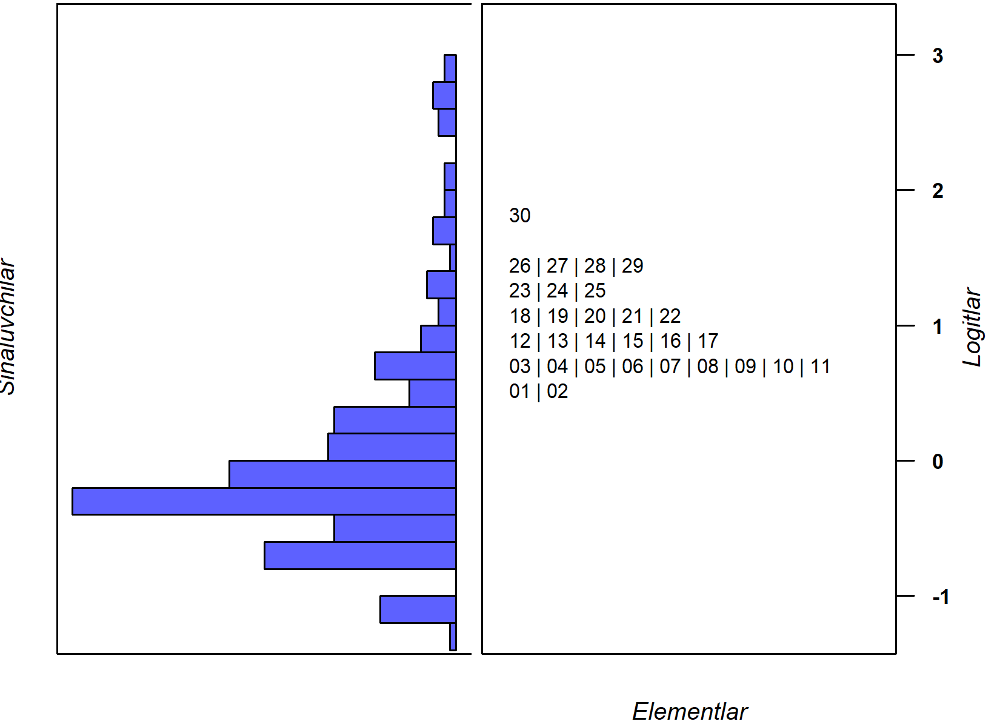 Sinaluvchilar
30
26 | 27 | 28 | 29
23 | 24 | 25
18 | 19 | 20 | 21 | 22
12 | 13 | 14 | 15 | 16 | 17
03 | 04 | 05 | 06 | 07 | 08 | 09 | 10 | 11
01 | 02
3
2
1
0
-1
Logitlar
Elementlar